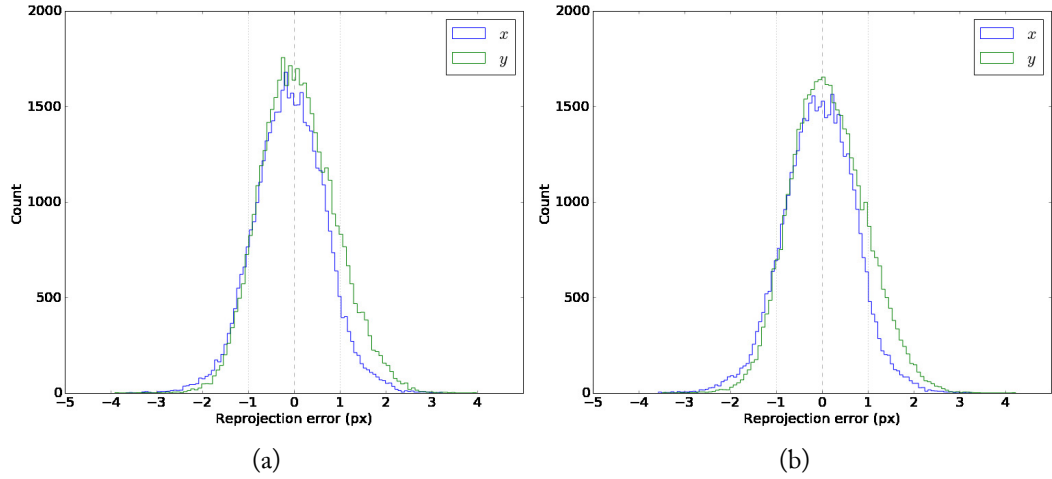 2000
1500
1000
500
0
Count
−5 −4 −3 −2 −1 0 1 2 3 4
Reprojection error (px)
x
y
(a)
2000
1500
1000
500
0
Count
−5 −4 −3 −2 −1 0 1 2 3 4
Reprojection error (px)
x
y
(b)